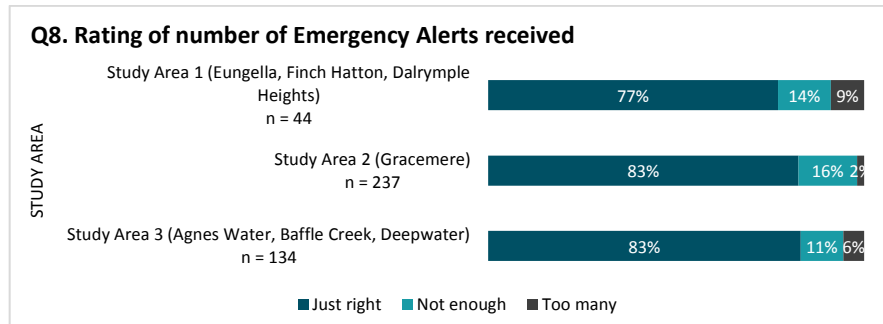 Q8. Rating of number of Emergency Alerts received
STUDY AREA
Study Area 1 (Eungella, Finch Hatton, Dalrymple
Heights)
n = 44
77% 14% 9%
Study Area 2 (Gracemere)
n = 237
83% 16% 2%
Study Area 3 (Agnes Water, Baffle Creek, Deepwater)
n = 134
83% 11% 6%
Just right Not enough Too many